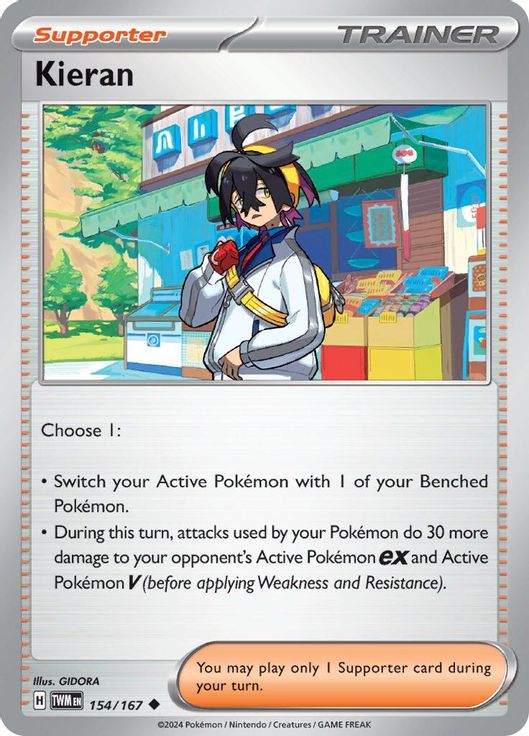 Supporter
TRAINER
Kieran
Choose 1:
• Switch your Active Pokémon with 1 of your Benched
Pokémon.
• During this turn, attacks used by your Pokémon do 30 more
damage to your opponent's Active Pokémon ex and Active
Pokémon V (before applying Weakness and Resistance).
Illus. GIDORA
You may play only 1 Supporter card during
your turn.
H TWM EN 154/167 ◆
©2024 Pokémon / Nintendo / Creatures / GAME FREAK